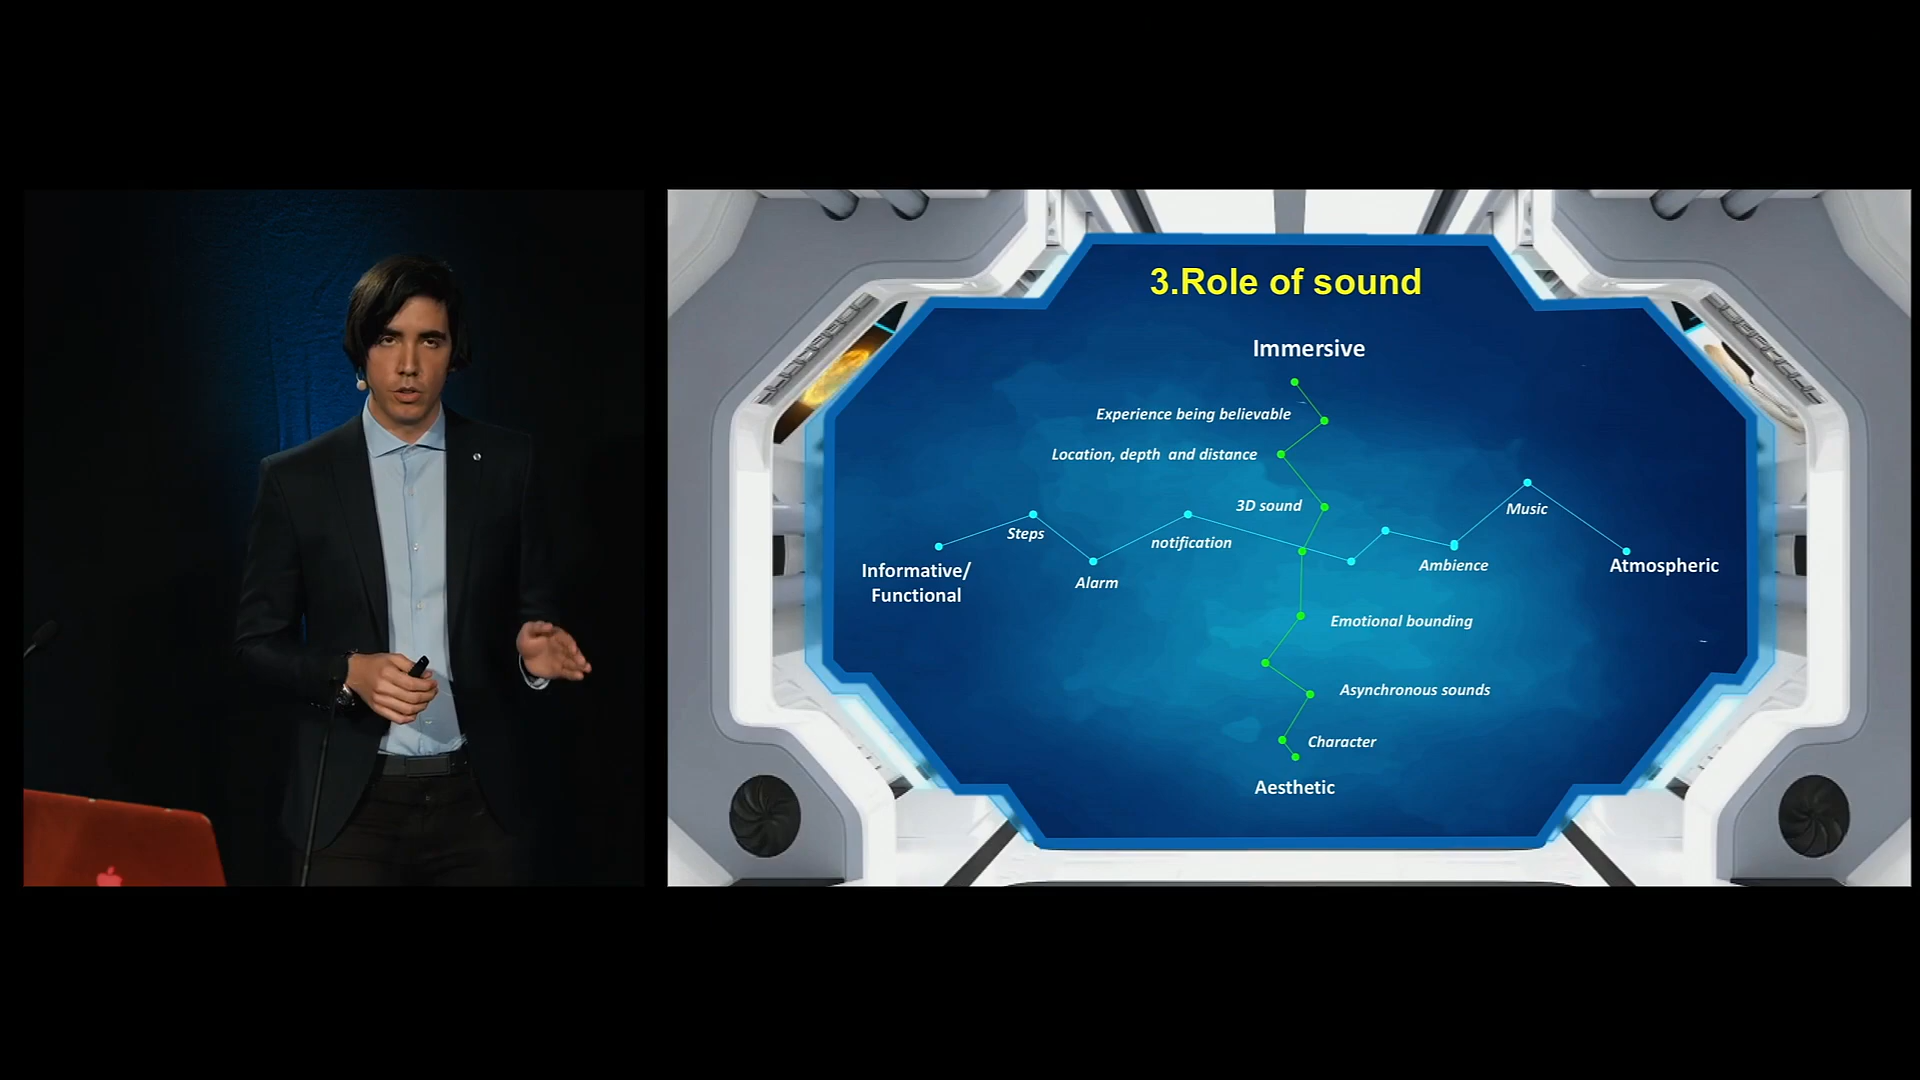 3.Role of sound
Immersive
Experience being believable
Location, depth and distance
3D sound
Music
Steps
notification
Ambience
Atmospheric
Informative/
Functional
Alarm
Emotional bounding
Asynchronous sounds
Character
Aesthetic